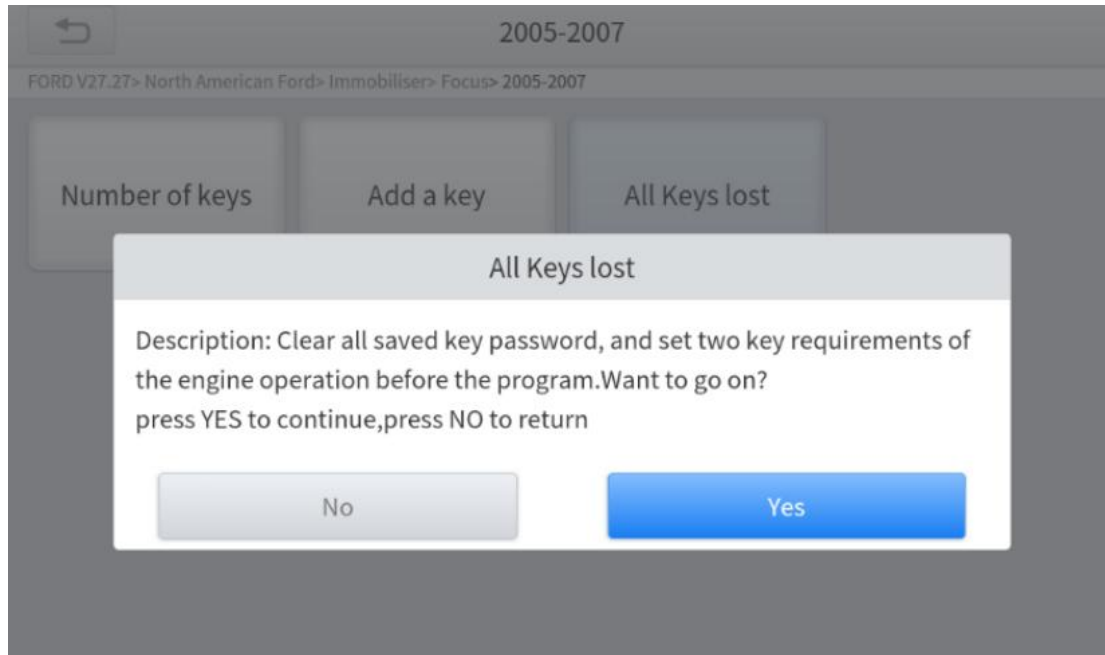 2005-2007
FORD V27.27> North American Ford> Immobiliser> Focus> 2005-2007
Number of keys
Add a key
All Keys lost
All Keys lost
Description: Clear all saved key password, and set two key requirements of
the engine operation before the program.Want to go on?
press YES to continue,press NO to return
No
Yes